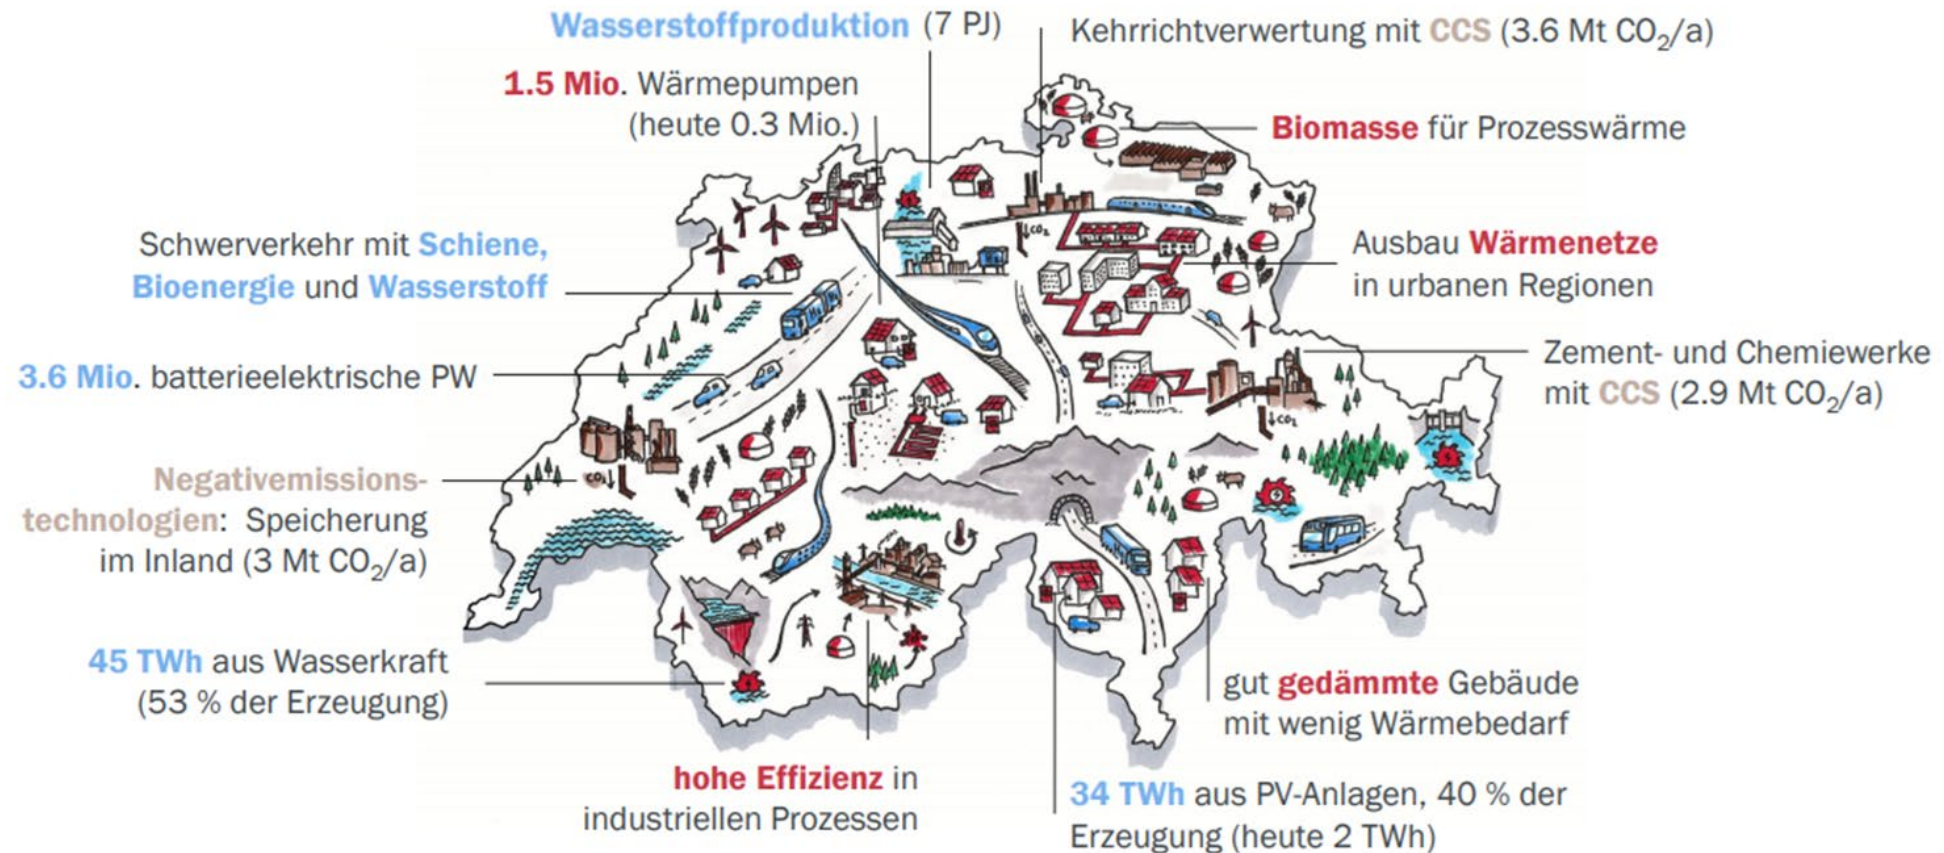 Wasserstoffproduktion (7 PJ)
Kehrrichtverwertung mit CCS (3.6 Mt CO₂/a)
1.5 Mio. Wärmepumpen
(heute 0.3 Mio.)
Biomasse für Prozesswärme
Schwerverkehr mit Schiene,
Bioenergie und Wasserstoff
Ausbau Wärmenetze
in urbanen Regionen
3.6 Mio. batterieelektrische PW
Zement- und Chemiewerke
mit CCS (2.9 Mt CO₂/a)
Negativemissions-
technologien: Speicherung
im Inland (3 Mt CO₂/a)
45 TWh aus Wasserkraft
(53 % der Erzeugung)
gut gedämmte Gebäude
mit wenig Wärmebedarf
hohe Effizienz in
industriellen Prozessen
34 TWh aus PV-Anlagen, 40 % der
Erzeugung (heute 2 TWh)
CO₂
CO₂
CO₂
H₂